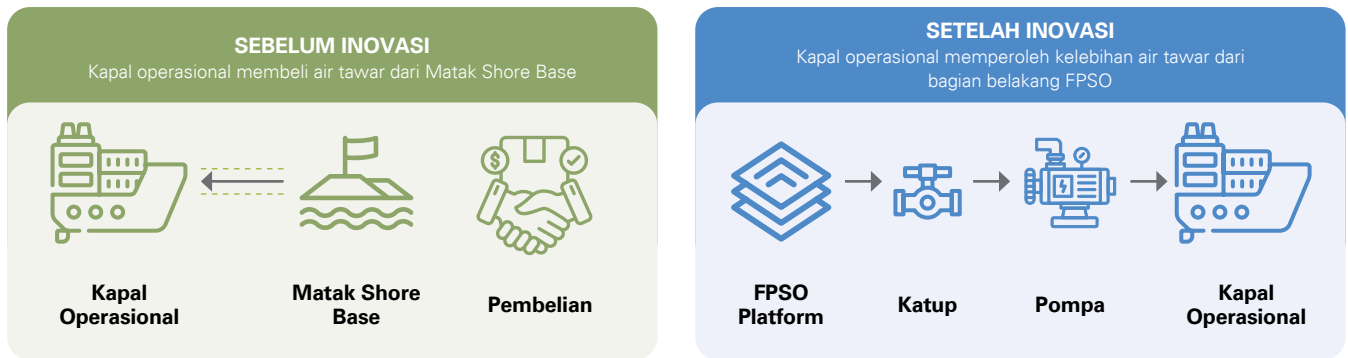 SEBELUM INOVASI
Kapal operasional membeli air tawar dari Matak Shore Base
$
Kapal
Operasional
Matak Shore
Base
Pembelian
SETELAH INOVASI
Kapal operasional memperoleh kelebihan air tawar dari
bagian belakang FPSO
FPSO
Platform
Katup
Pompa
Kapal
Operasional